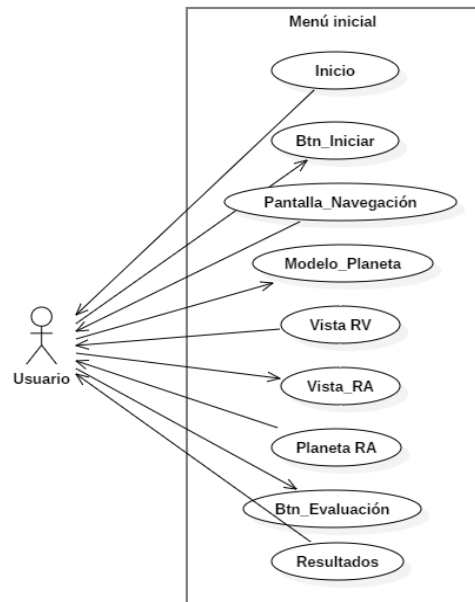 Menú inicial
Inicio
Btn_Iniciar
Pantalla_Navegación
Modelo_Planeta
Vista RV
Usuario
Vista_RA
Planeta RA
Btn_Evaluación
Resultados